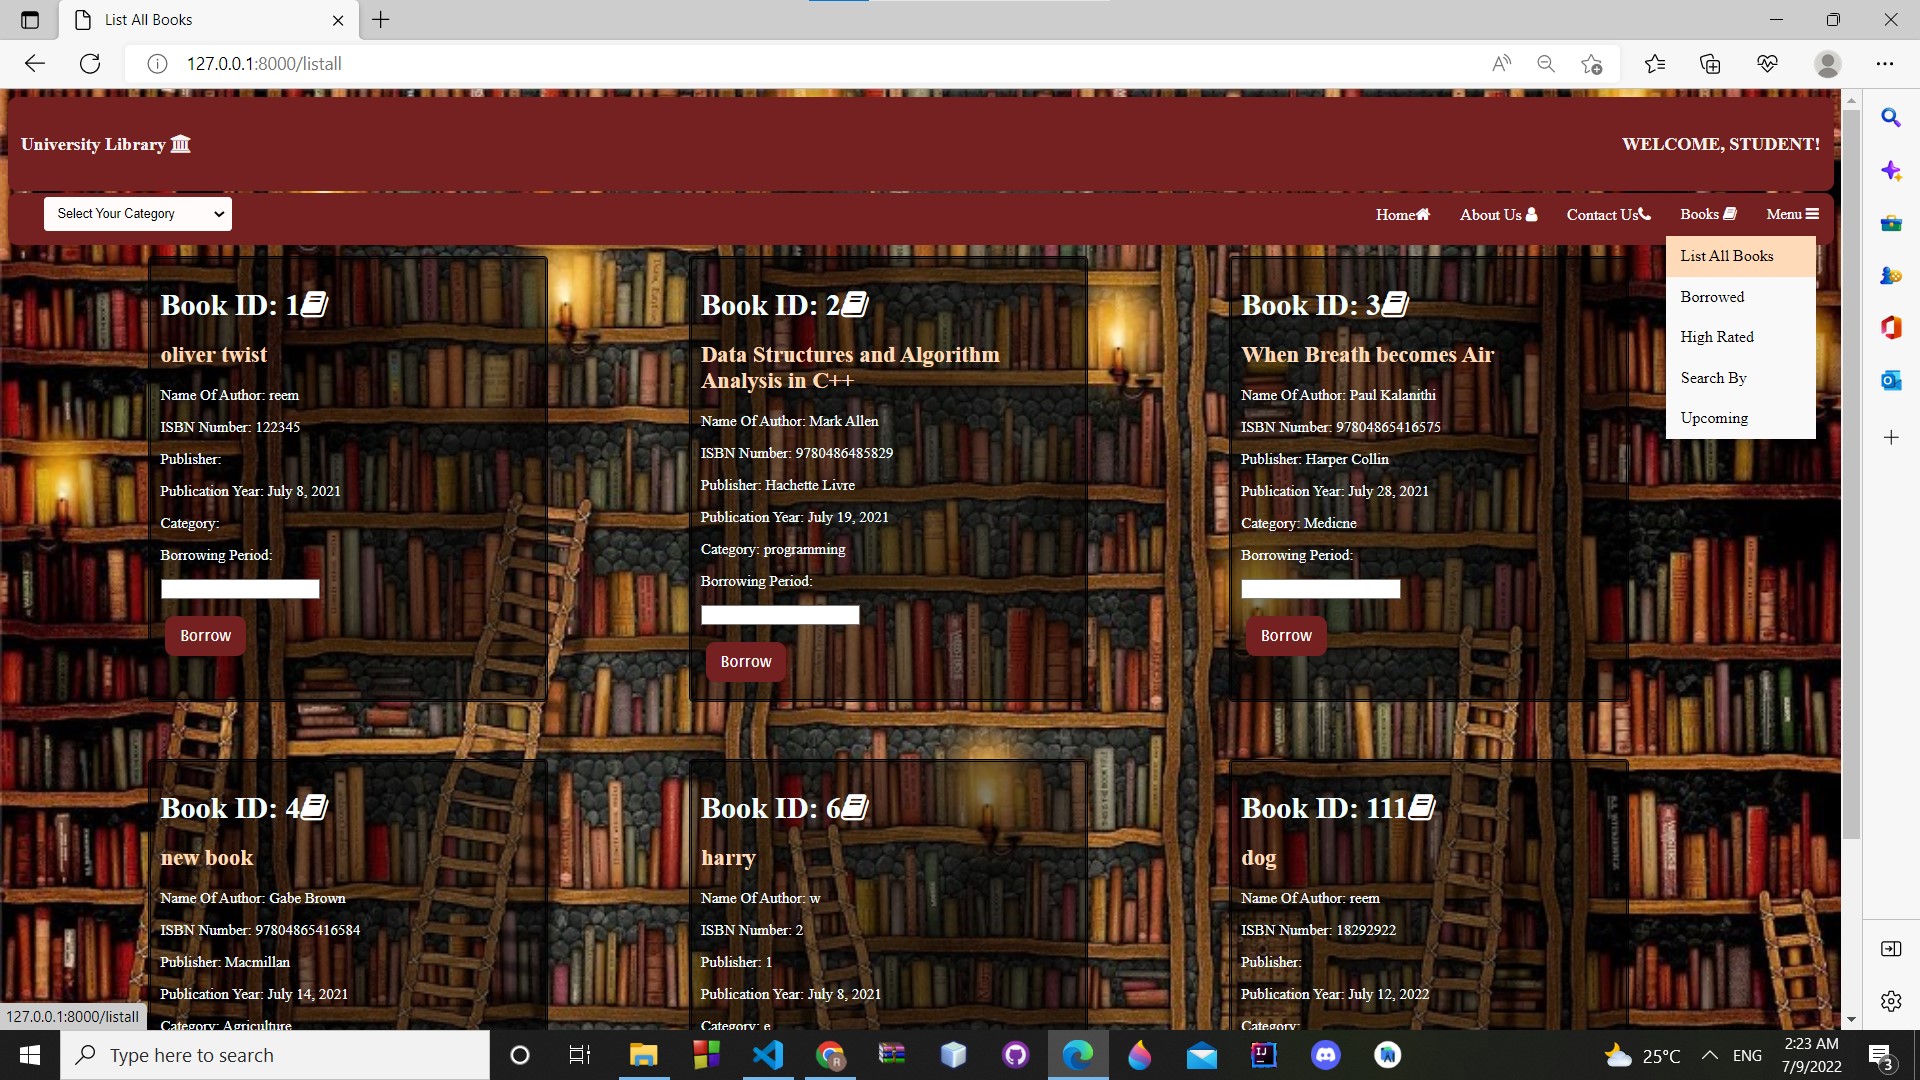 List All Books
127.0.0.1:8000/listall
University Library
WELCOME, STUDENT!
Select Your Category
Home
About Us
Contact Us
Books
Menu
List All Books
Borrowed
High Rated
Search By
Upcoming
Book ID: 1
oliver twist
Name Of Author: reem
ISBN Number: 122345
Publisher:
Publication Year: July 8, 2021
Category:
Borrowing Period:
Borrow
Book ID: 2
Data Structures and Algorithm
Analysis in C++
Name Of Author: Mark Allen
ISBN Number: 9780486485829
Publisher: Hachette Livre
Publication Year: July 19, 2021
Category: programming
Borrowing Period:
Borrow
Book ID: 3
When Breath becomes Air
Name Of Author: Paul Kalanithi
ISBN Number: 97804865416575
Publisher: Harper Collin
Publication Year: July 28, 2021
Category: Medicne
Borrowing Period:
Borrow
Book ID: 4
new book
Name Of Author: Gabe Brown
ISBN Number: 97804865416584
Publisher: Macmillan
Publication Year: July 14, 2021
Category: Agriculture
Book ID: 6
harry
Name Of Author: w
ISBN Number: 2
Publisher: 1
Publication Year: July 8, 2021
Category: e
Book ID: 111
dog
Name Of Author: reem
ISBN Number: 18292922
Publisher:
Publication Year: July 12, 2022
Category:
127.0.0.1:8000/listall
Type here to search
25°C
ENG
2:23 AM
7/9/2022
3